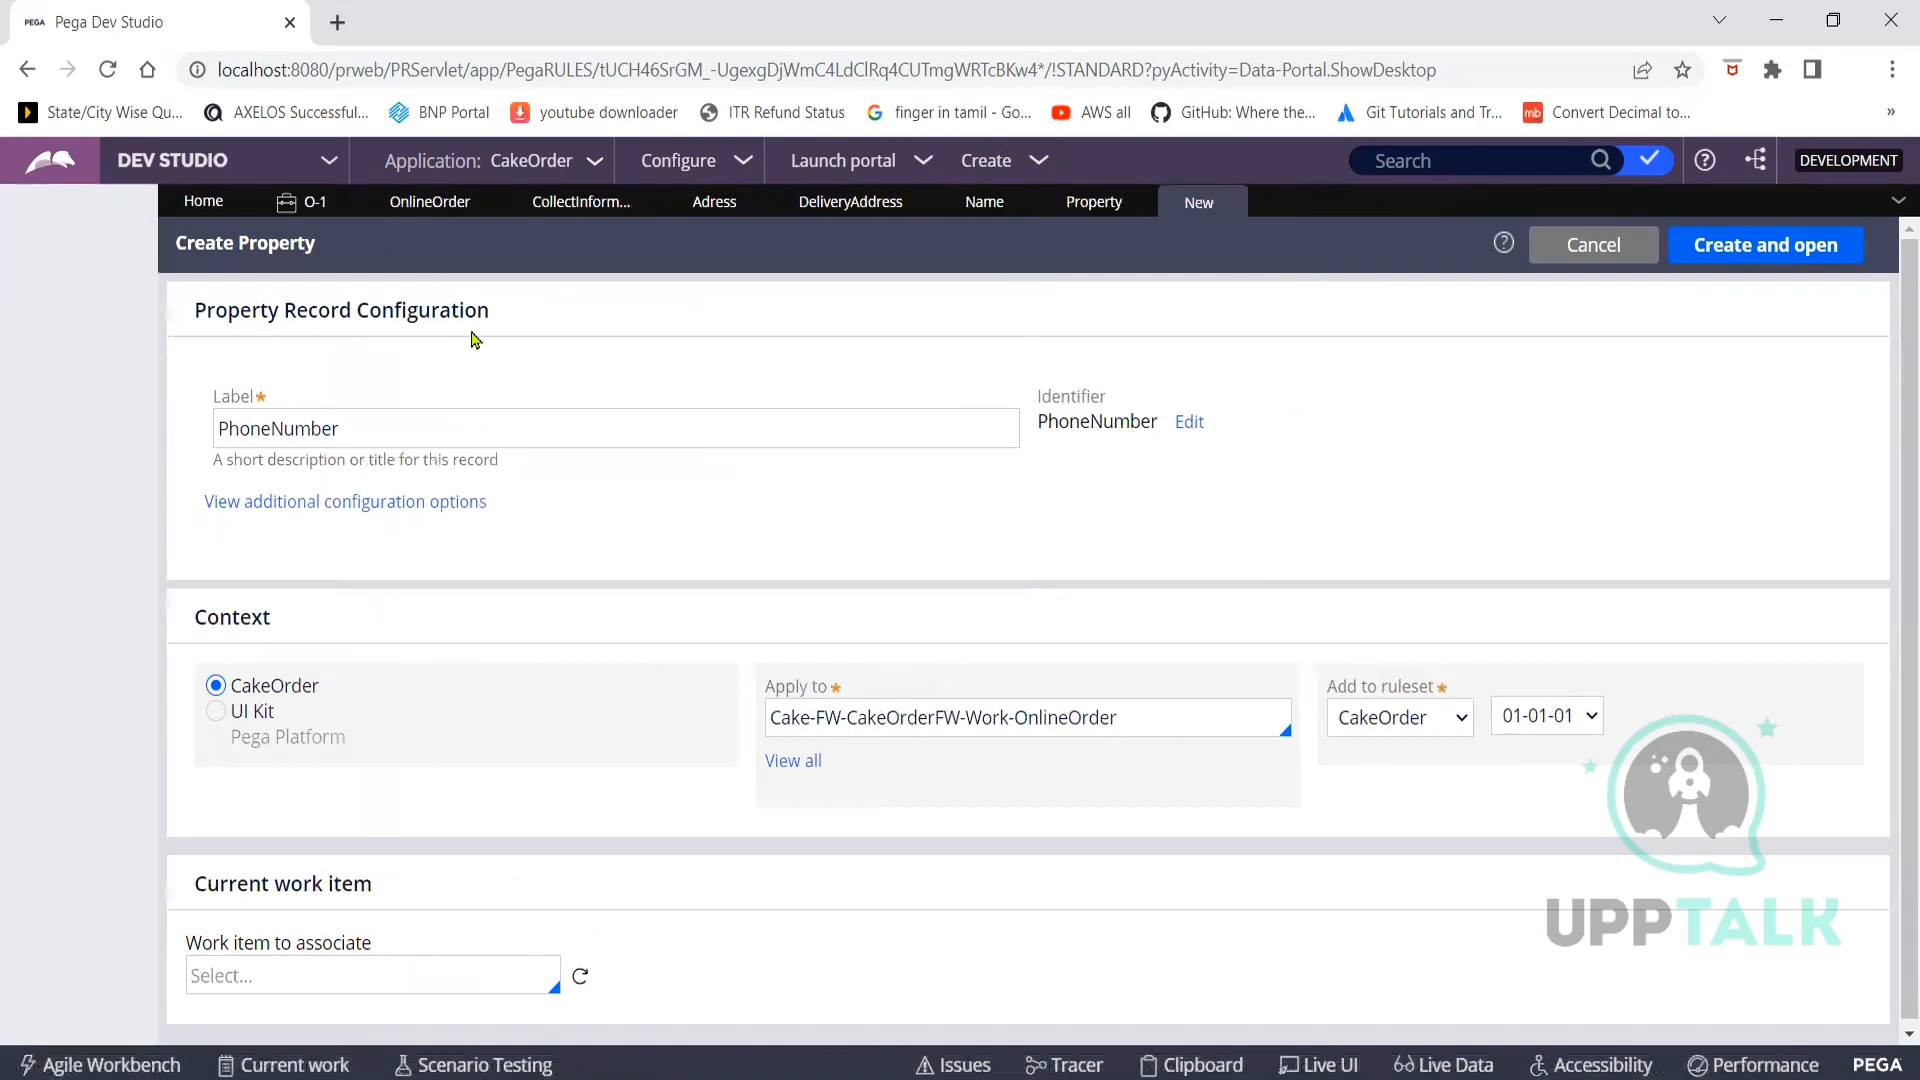 PEGA Pega Dev Studio
localhost:8080/prweb/PRServlet/app/PegaRULES/tUCH46SrGM_-UgexgDjWmC4LdClRq4CUTmgWRTcBKw4*/!STANDARD?pyActivity=Data-Portal.ShowDesktop
State/City Wise Qu... AXELOS Successful... BNP Portal youtube downloader ITR Refund Status finger in tamil - Go... AWS all GitHub: Where the... Git Tutorials and Tr... mb Convert Decimal to... »
DEV STUDIO Application: CakeOrder Configure Launch portal Create Search DEVELOPMENT
Home O-1 OnlineOrder CollectInform... Adress DeliveryAddress Name Property New
Create Property Cancel Create and open
Property Record Configuration
Label* Identifier
PhoneNumber PhoneNumber Edit
A short description or title for this record
View additional configuration options
Context
CakeOrder Apply to* Add to ruleset*
UI Kit Cake-FW-CakeOrderFW-Work-OnlineOrder CakeOrder 01-01-01
Pega Platform View all
Current work item
UPPTALK
Work item to associate
Select...
Agile Workbench Current work Scenario Testing Issues Tracer Clipboard Live UI Live Data Accessibility Performance PEGA